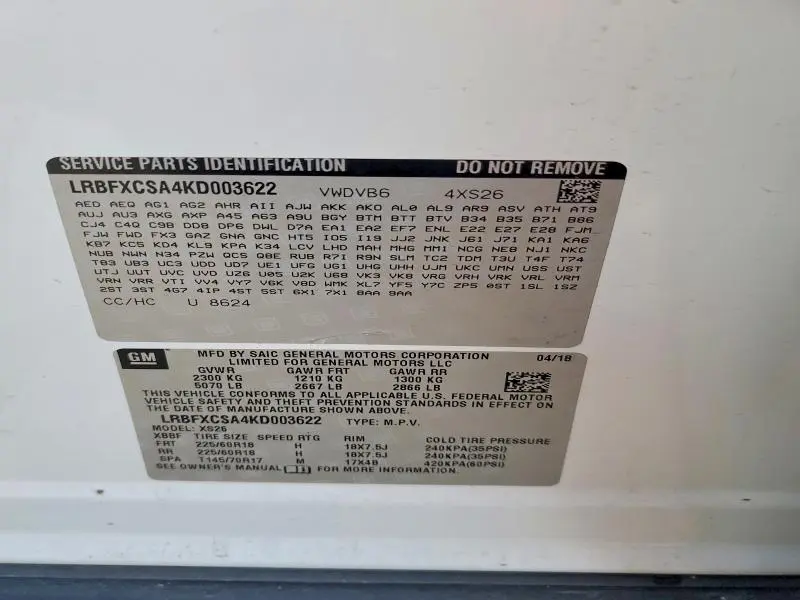 SERVICE PARTS IDENTIFICATION DO NOT REMOVE
LRBFXCSA4KD003622 VWDVB6 4XS26
AED AEQ AG1 AG2 AHR AII AJW AKK AKO AL0 AL9 AR9 ASV ATH AT9
AUJ AU3 AXG AXP A45 A63 A9U BGY BTM BTT BTV B34 B35 B71 B86
CJ4 C4Q C9B DD8 DP6 DWL D7A EA1 EA2 EF7 ENL E22 E27 E28 FJM
FJW FWD FX3 GAZ GNA GNC HT5 IO5 I19 JJ2 JNK J61 J71 KA1 KA6
KB7 KC5 KD4 KL9 KPA K34 LCV LHD MAH MHG MM1 NCG NE8 NJ1 NKC
NUB NWN N34 PZW QCS Q8E RUB R7I R9N SLM TC2 TDM T3U T4F T74
T83 UB3 UC3 UDD UD7 UE1 UFG UG1 UHG UHH UJM UKC UMN USS UST
UTJ UUT UVC UVD UZ6 U05 U2K U68 VK3 VK8 VRG VRH VRK VRL VRM
VRN VRR VTI VV4 VY7 V6K V8D WMK XL7 YF5 Y7C ZP5 0ST 1SL 1SZ
2ST 3ST 4G7 4IP 4ST 5ST 6X1 7X1 8AA 9AA
CC/HC U 8624
GM MFD BY SAIC GENERAL MOTORS CORPORATION 04/18
LIMITED FOR GENERAL MOTORS LLC
GVWR GAWR FRT GAWR RR
2300 KG 1210 KG 1300 KG
5070 LB 2667 LB 2866 LB
THIS VEHICLE CONFORMS TO ALL APPLICABLE U.S. FEDERAL MOTOR
VEHICLE SAFETY AND THEFT PREVENTION STANDARDS IN EFFECT ON
THE DATE OF MANUFACTURE SHOWN ABOVE.
LRBFXCSA4KD003622 TYPE: M.P.V.
MODEL: XS26
XBBF TIRE SIZE SPEED RTG RIM COLD TIRE PRESSURE
FRT 225/60R18 H 18X7.5J 240KPA(35PSI)
RR 225/60R18 H 18X7.5J 240KPA(35PSI)
SPA T145/70R17 M 17X4B 420KPA(60PSI)
SEE OWNER'S MANUAL FOR MORE INFORMATION.